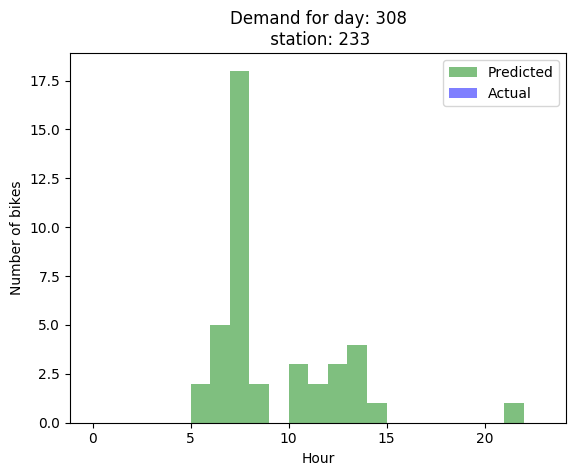 Demand for day: 308
station: 233
Predicted
Actual
17.5
15.0
12.5
10.0
7.5
5.0
2.5
0.0
Number of bikes
0 5 10 15 20
Hour